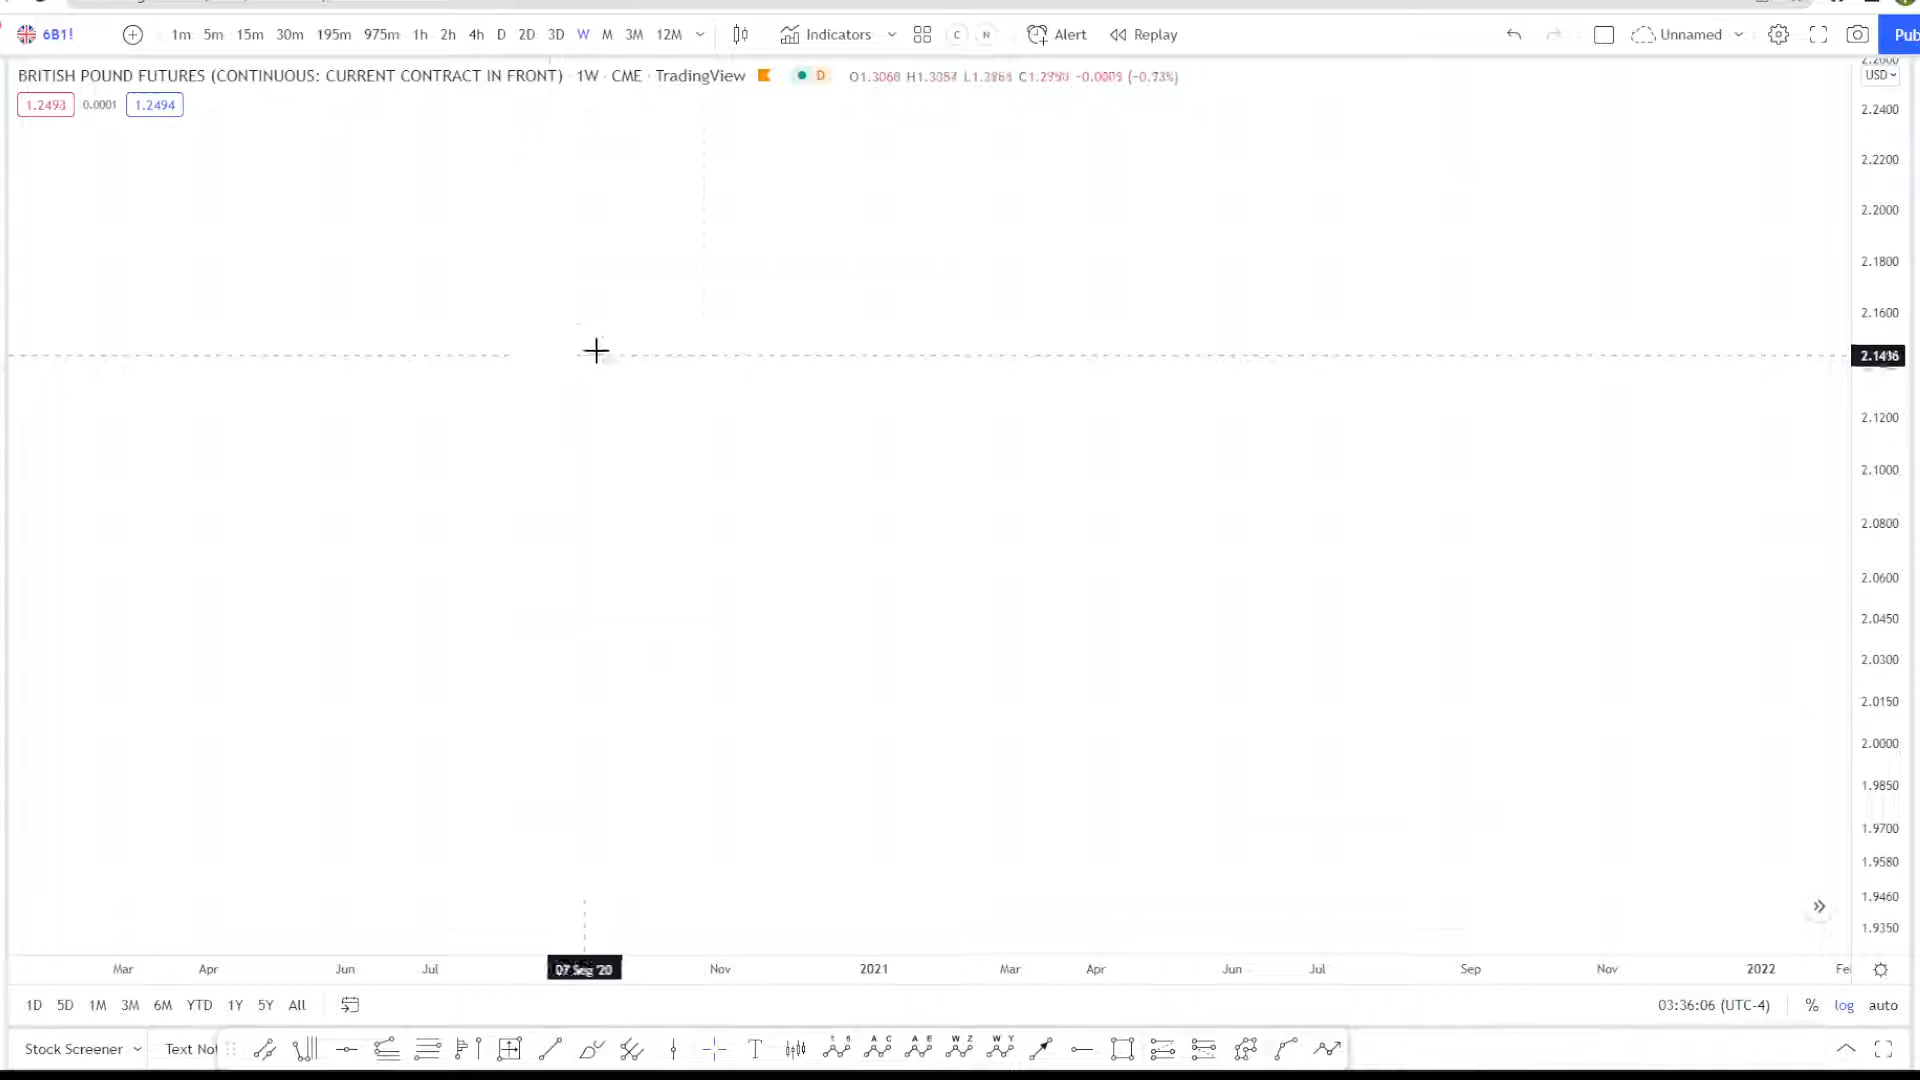 6B1! 1m 5m 15m 30m 195m 975m 1h 2h 4h D 2D 3D W M 3M 12M Indicators C N Alert Replay Unnamed Pub
BRITISH POUND FUTURES (CONTINUOUS: CURRENT CONTRACT IN FRONT) · 1W · CME · TradingView D (-0.73%)
USD
1.2493 0.0001 1.2494
2.2400
2.2200
2.2000
2.1800
2.1600
2.1200
2.1000
2.0800
2.0600
2.0450
2.0300
2.0150
2.0000
1.9850
1.9700
1.9580
1.9460
1.9350
Mar Apr Jun Jul 07 '20 Nov 2021 Mar Apr Jun Jul Sep Nov 2022
1D 5D 1M 3M 6M YTD 1Y 5Y All 03:36:06 (UTC-4) % log auto
Stock Screener Text Not